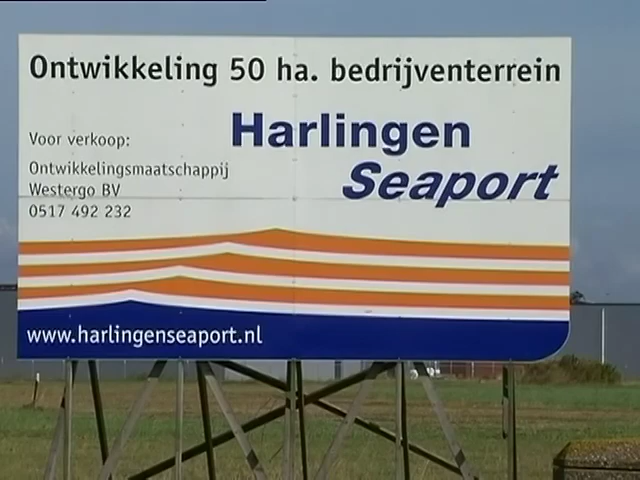 Ontwikkeling 50 ha. bedrijventerrein
Harlingen
Seaport
Voor verkoop:
Ontwikkelingsmaatschappij
Westergo BV
0517 492 232
www.harlingenseaport.nl